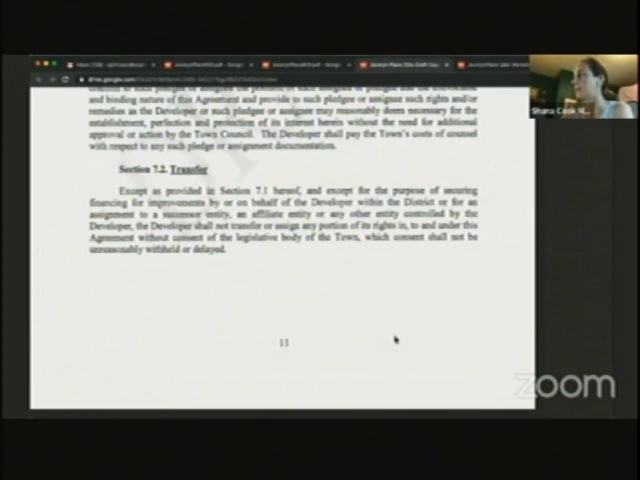 and binding nature of this Agreement and provide to such pledgee or assignee such rights and/or
remedies as the Developer or such pledgee or assignee may reasonably deem necessary for the
establishment, perfection and protection of its interest herein without the need for additional
approval or action by the Town Council. The Developer shall pay the Town's costs of counsel
with respect to any such pledge or assignment documentation.
Section 7.2. Transfer
Except as provided in Section 7.1 hereof, and except for the purpose of securing
financing for improvements by or on behalf of the Developer within the District or for an
assignment to a successor entity, an affiliate entity or any other entity controlled by the
Developer, the Developer shall not transfer or assign any portion of its rights in, to and under this
Agreement without consent of the legislative body of the Town, which consent shall not be
unreasonably withheld or delayed.
11
Shana Cook
zoom